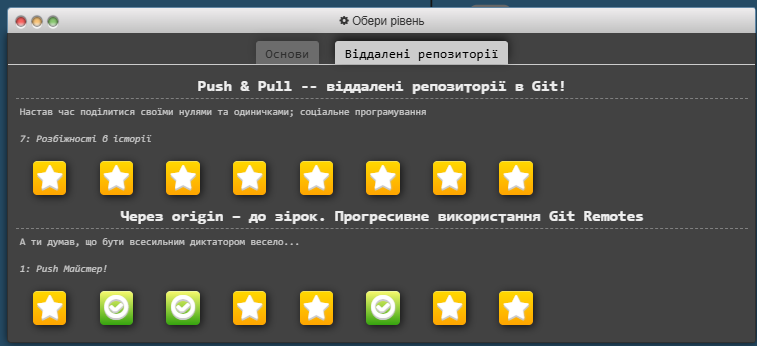 Обери рівень
Основи
Віддалені репозиторії
Push & Pull -- віддалені репозиторії в Git!
Настав час поділитися своїми нулями та одиничками; соціальне програмування
7: Розбіжності в історії
Через origin – до зірок. Прогресивне використання Git Remotes
А ти думав, що бути всесильним диктатором весело...
1: Push Майстер!